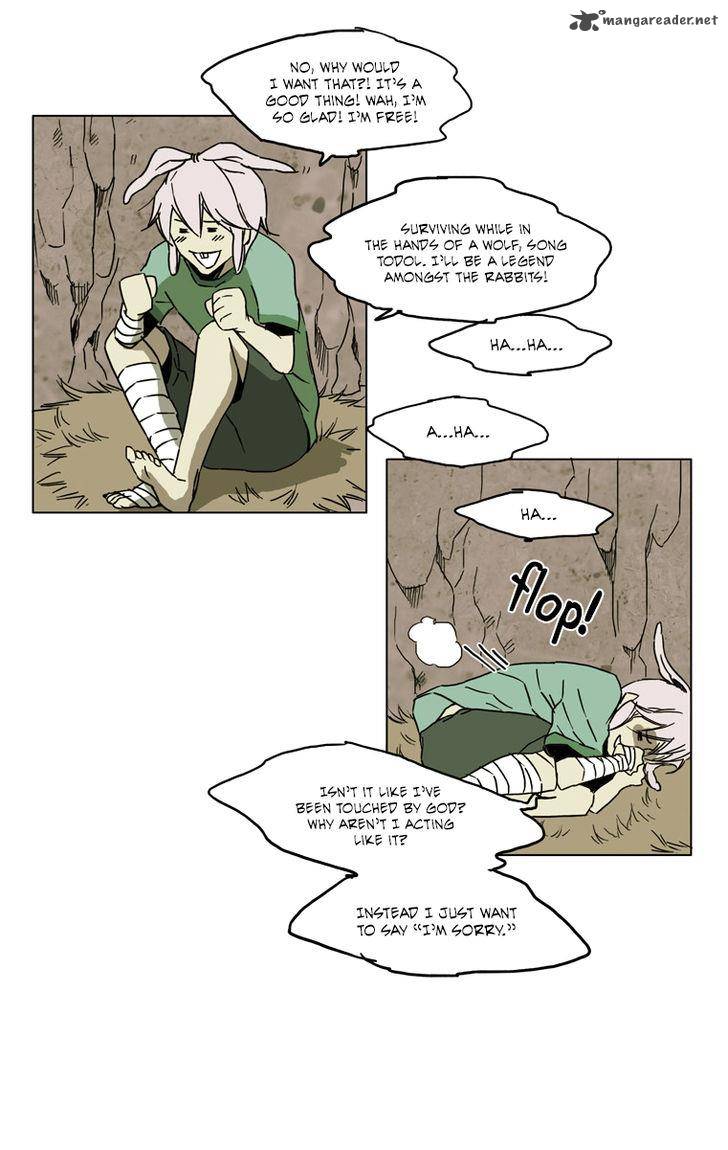 mangareader.net
NO, WHY WOULD
I WANT THAT?! IT'S A
GOOD THING! WAH, I'M
SO GLAD! I'M FREE!
SURVIVING WHILE IN
THE HANDS OF A WOLF, SONG
TODOL. I'LL BE A LEGEND
AMONGST THE RABBITS!
HA...HA...
A...HA...
HA...
flop!
ISN'T IT LIKE I'VE
BEEN TOUCHED BY GOD?
WHY AREN'T I ACTING
LIKE IT?
INSTEAD I JUST WANT
TO SAY "I'M SORRY."